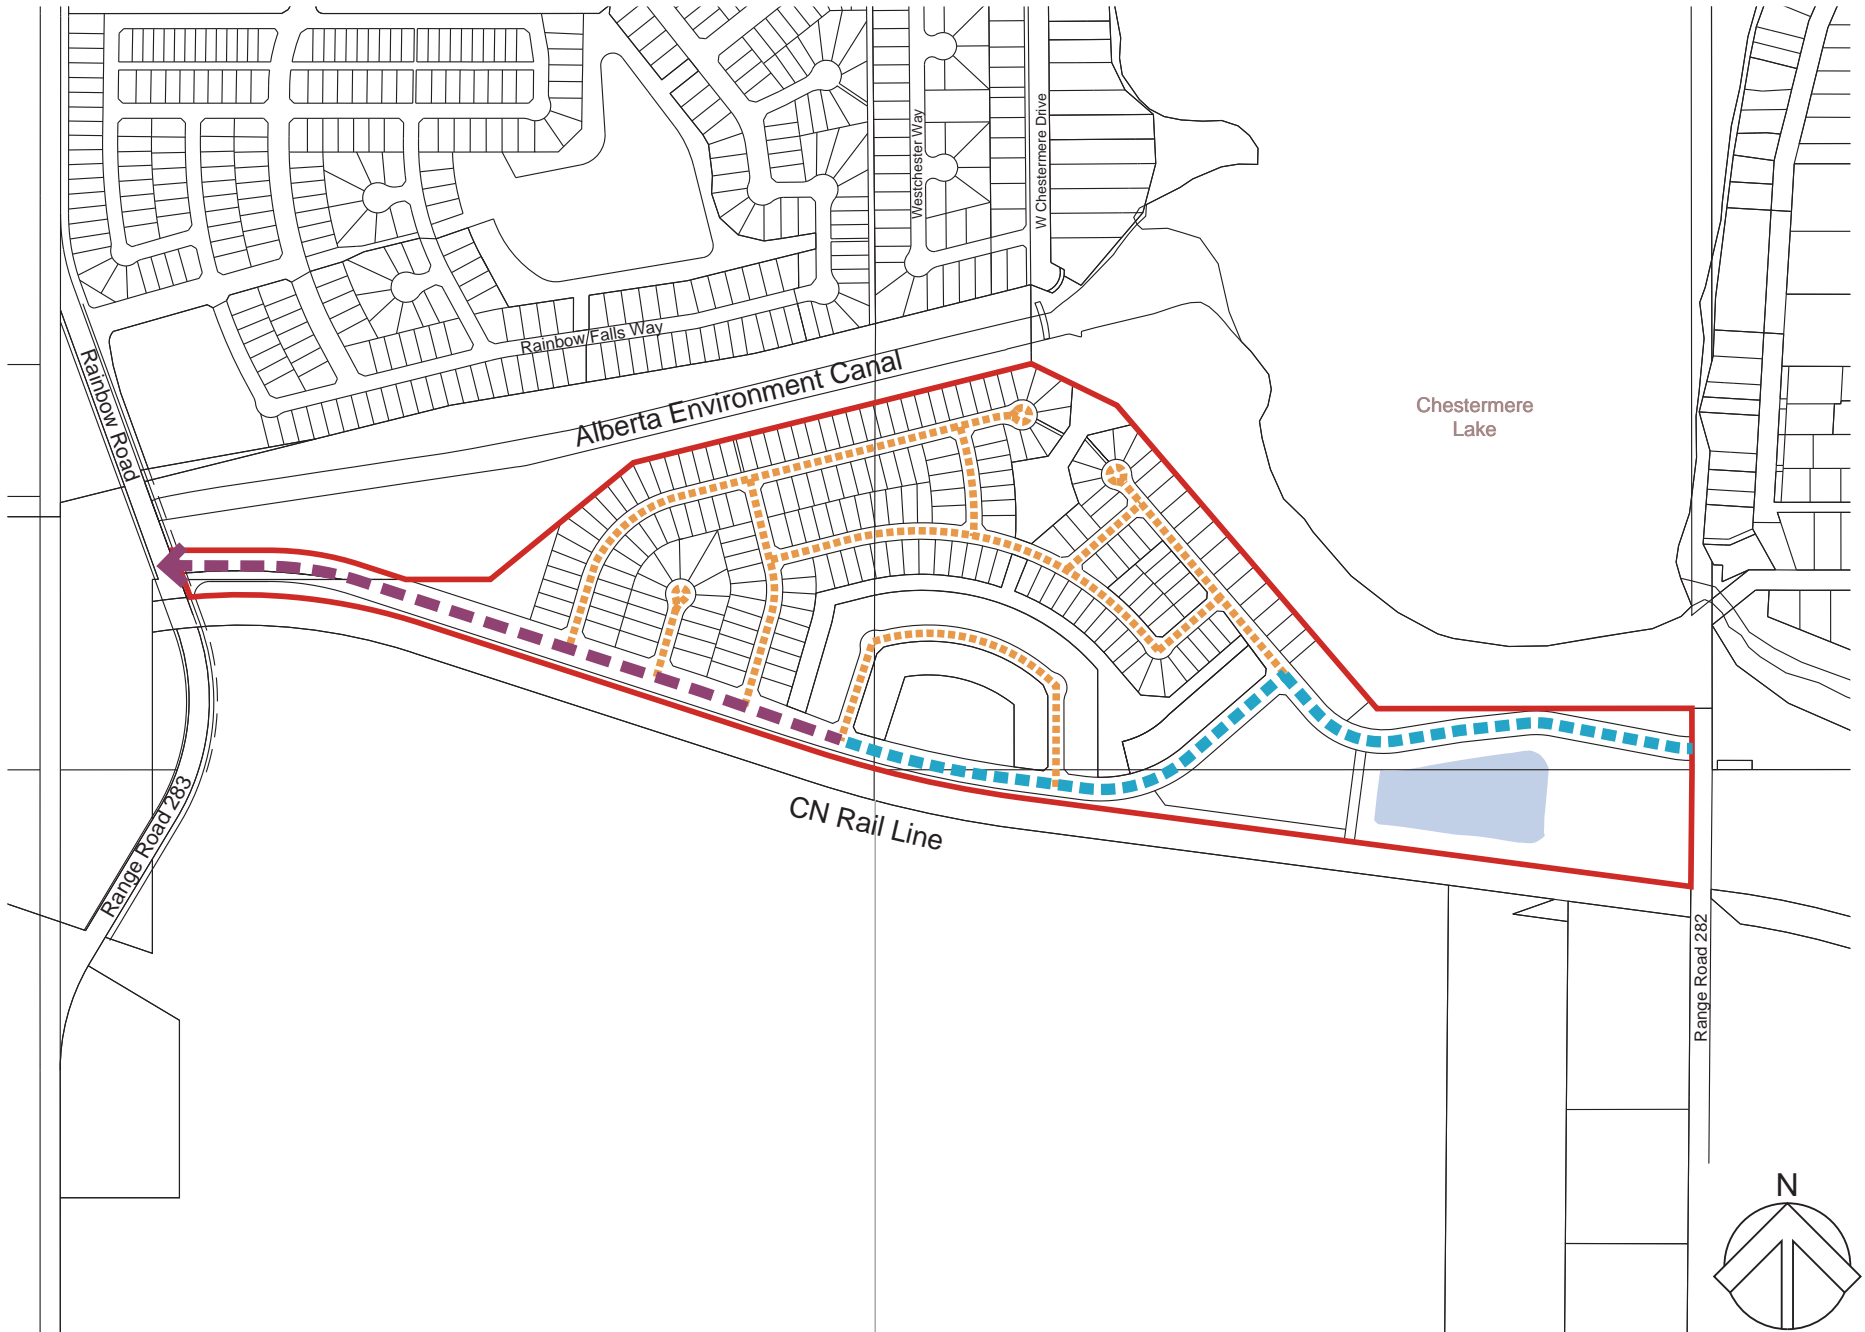 Westchester Way
W Chestermere Drive
Rainbow Falls Way
Rainbow Road
Alberta Environment Canal
Chestermere
Lake
CN Rail Line
Range Road 283
Range Road 282
N